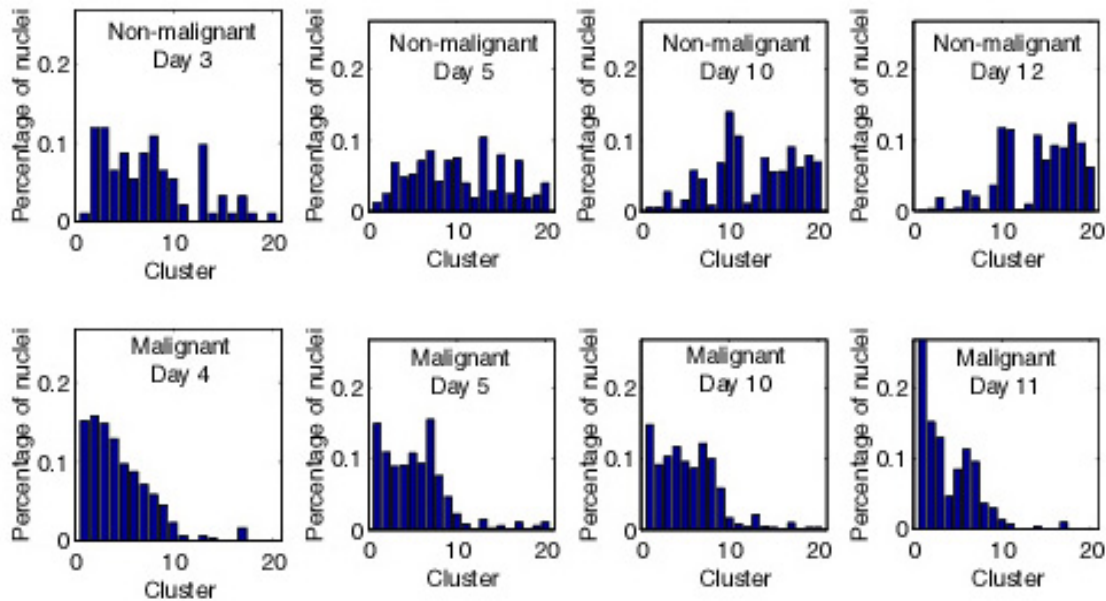 Percentage of nuclei
0.2
0.1
0
Non-malignant
Day 3
0
10
20
Cluster
Percentage of nuclei
0.2
0.1
0
Non-malignant
Day 5
0
10
20
Cluster
Percentage of nuclei
0.2
0.1
0
Non-malignant
Day 10
0
10
20
Cluster
Percentage of nuclei
0.2
0.1
0
Non-malignant
Day 12
0
10
20
Cluster
Percentage of nuclei
0.2
0.1
0
Malignant
Day 4
0
10
20
Cluster
Percentage of nuclei
0.2
0.1
0
Malignant
Day 5
0
10
20
Cluster
Percentage of nuclei
0.2
0.1
0
Malignant
Day 10
0
10
20
Cluster
Percentage of nuclei
0.2
0.1
0
Malignant
Day 11
0
10
20
Cluster